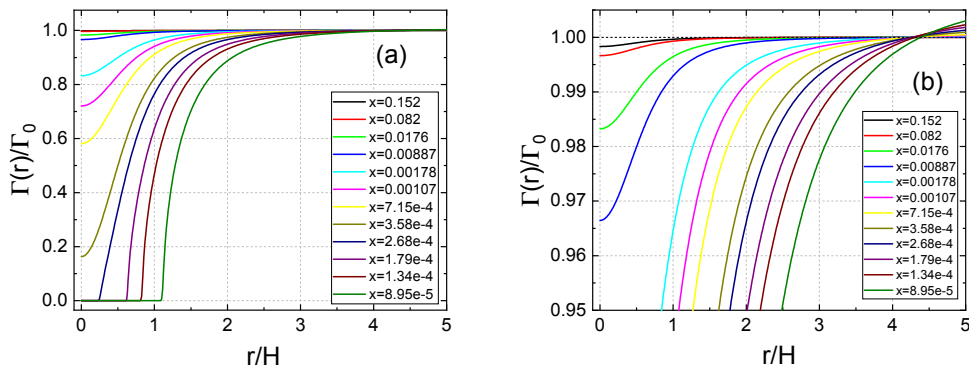 (a)
Γ(r)/Γ0
1.0
0.8
0.6
0.4
0.2
0.0
x=0.152
x=0.082
x=0.0176
x=0.00887
x=0.00178
x=0.00107
x=7.15e-4
x=3.58e-4
x=2.68e-4
x=1.79e-4
x=1.34e-4
x=8.95e-5
0 1 2 3 4 5
r/H
(b)
Γ(r)/Γ0
1.00
0.99
0.98
0.97
0.96
0.95
x=0.152
x=0.082
x=0.0176
x=0.00887
x=0.00178
x=0.00107
x=7.15e-4
x=3.58e-4
x=2.68e-4
x=1.79e-4
x=1.34e-4
x=8.95e-5
0 1 2 3 4 5
r/H